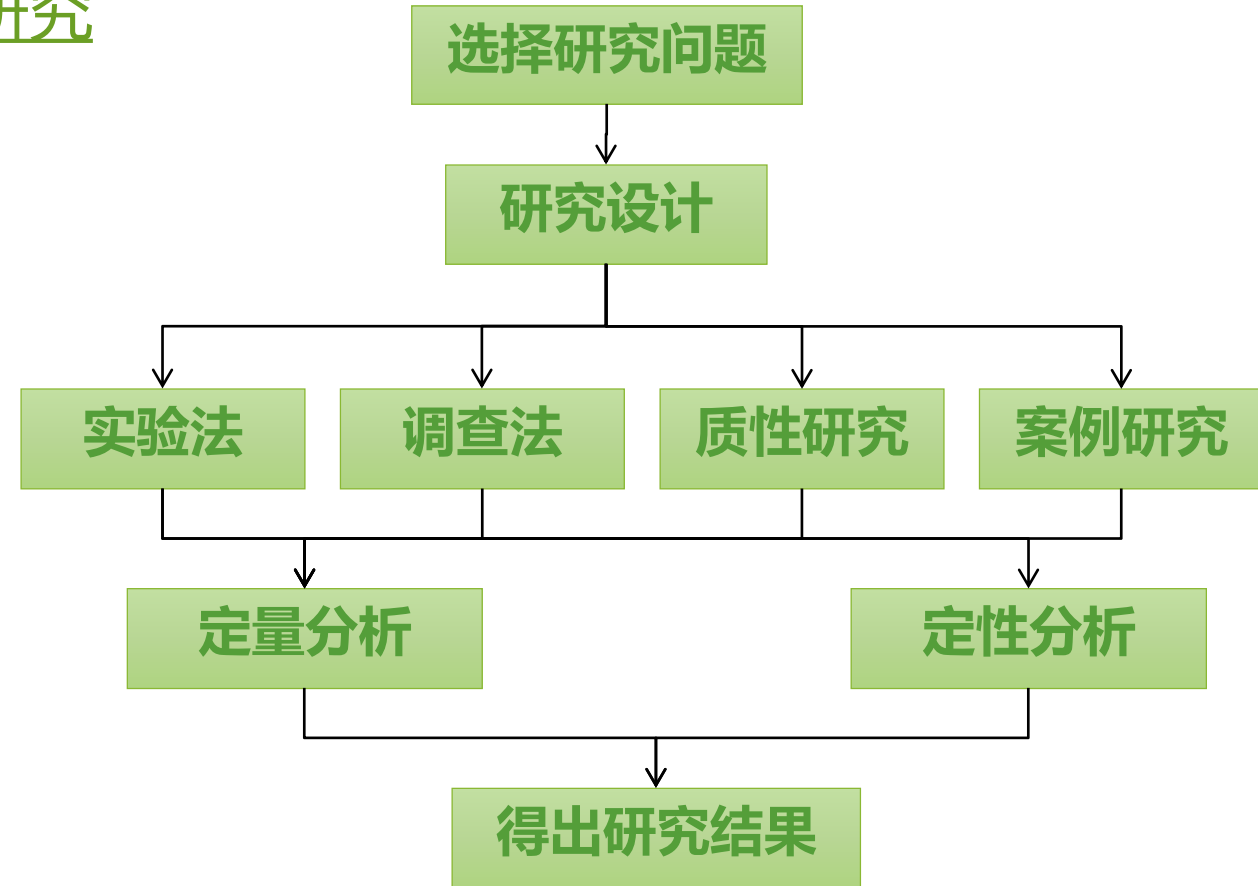 研究
选择研究问题
研究设计
实验法
调查法
质性研究
案例研究
定量分析
定性分析
得出研究结果